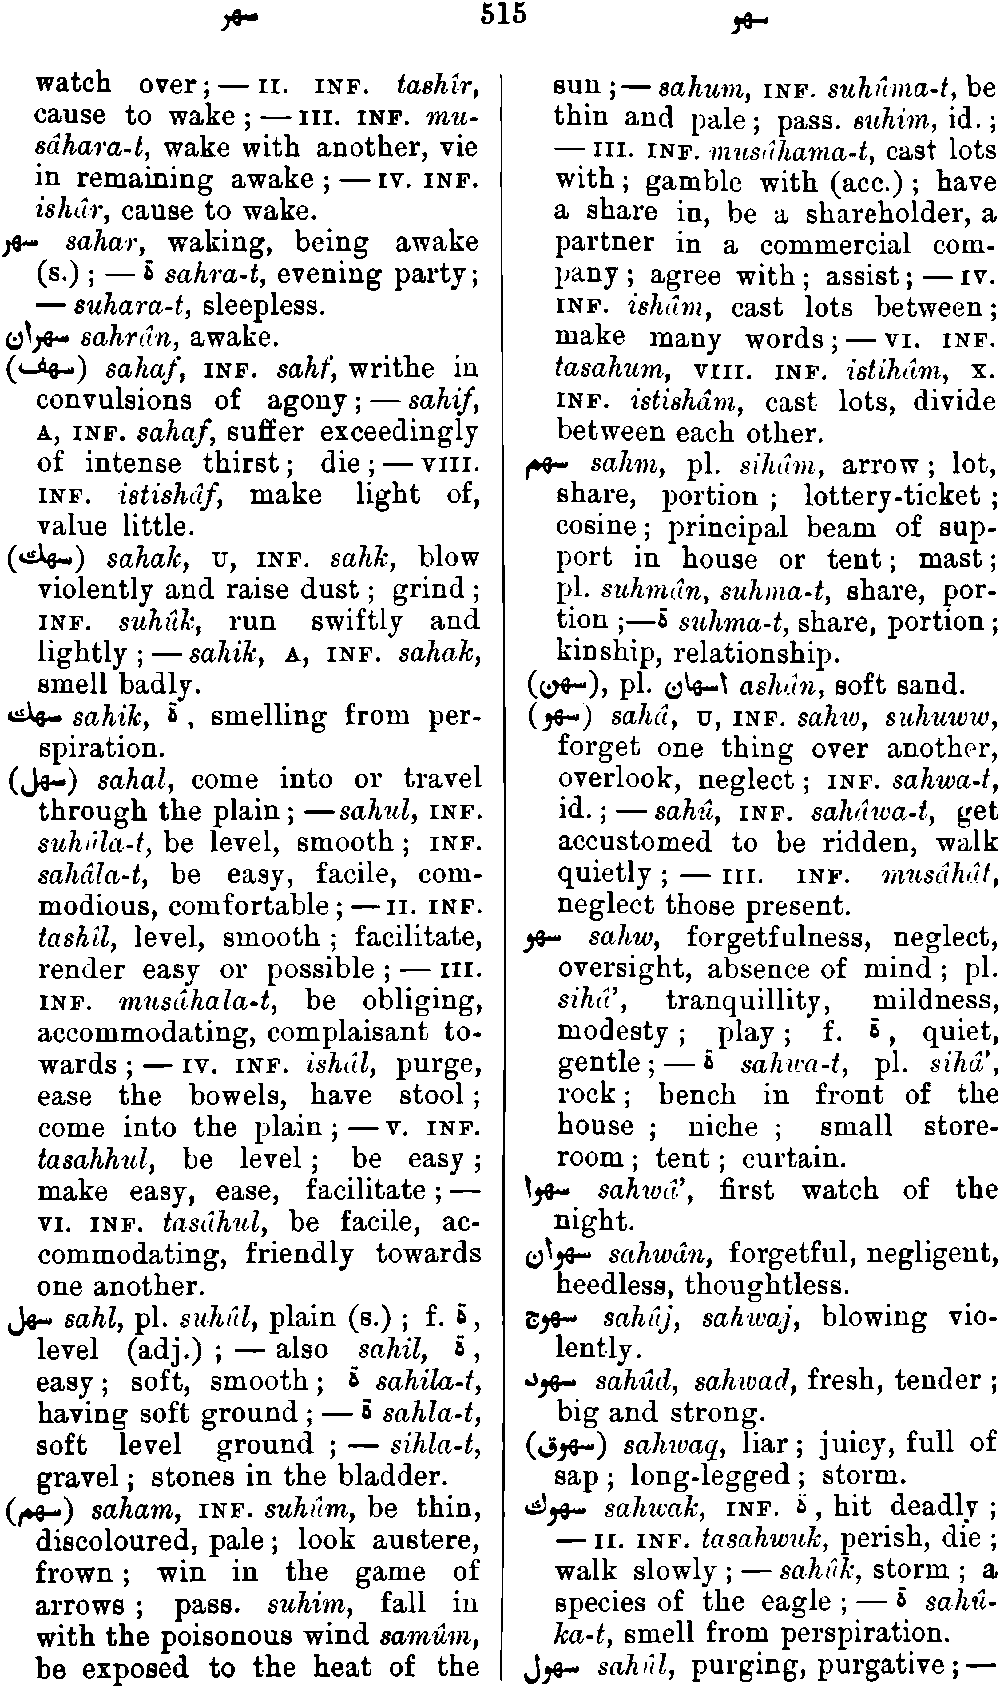 سهر 515 سهو
watch over; — II. INF. tashîr,
cause to wake; — III. INF. mu-
sâhara-t, wake with another, vie
in remaining awake; — IV. INF.
ishâr, cause to wake.
سهر sahar, waking, being awake
(s.); — ة sahra-t, evening party;
— suhara-t, sleepless.
سهران sahrân, awake.
(سهف) sahaf, INF. sahf, writhe in
convulsions of agony; — sahif,
A, INF. sahaf, suffer exceedingly
of intense thirst; die; — VIII.
INF. istishâf, make light of,
value little.
(سهك) sahak, U, INF. sahk, blow
violently and raise dust; grind;
INF. suhûk, run swiftly and
lightly; — sahik, A, INF. sahak,
smell badly.
سهك sahik, ة, smelling from per-
spiration.
(سهل) sahal, come into or travel
through the plain; — sahul, INF.
suhûla-t, be level, smooth; INF.
sahâla-t, be easy, facile, com-
modious, comfortable; — II. INF.
tashîl, level, smooth; facilitate,
render easy or possible; — III.
INF. musâhala-t, be obliging,
accommodating, complaisant to-
wards; — IV. INF. ishâl, purge,
ease the bowels, have stool;
come into the plain; — V. INF.
tasahhul, be level; be easy;
make easy, ease, facilitate; —
VI. INF. tasâhul, be facile, ac-
commodating, friendly towards
one another.
سهل sahl, pl. suhûl, plain (s.); f. ة,
level (adj.); — also sahil, ة,
easy; soft, smooth; ة sahila-t,
having soft ground; — ة sahla-t,
soft level ground; — sihla-t,
gravel; stones in the bladder.
(سهم) saham, INF. suhûm, be thin,
discoloured, pale; look austere,
frown; win in the game of
arrows; pass. suhim, fall in
with the poisonous wind samûm,
be exposed to the heat of the
sun; — sahum, INF. suhûma-t, be
thin and pale; pass. suhim, id.;
— III. INF. musâhama-t, cast lots
with; gamble with (acc.); have
a share in, be a shareholder, a
partner in a commercial com-
pany; agree with; assist; — IV.
INF. ishâm, cast lots between;
make many words; — VI. INF.
tasahum, VIII. INF. istihâm, X.
INF. istishâm, cast lots, divide
between each other.
سهم sahm, pl. sihâm, arrow; lot,
share, portion; lottery-ticket;
cosine; principal beam of sup-
port in house or tent; mast;
pl. suhmân, suhma-t, share, por-
tion; — ة suhma-t, share, portion;
kinship, relationship.
(سهن), pl. اسهان ashân, soft sand.
(سهو) sahâ, U, INF. sahw, suhuww,
forget one thing over another,
overlook, neglect; INF. sahwa-t,
id.; — sahû, INF. sahâwa-t, get
accustomed to be ridden, walk
quietly; — III. INF. musâhât,
neglect those present.
سهو sahw, forgetfulness, neglect,
oversight, absence of mind; pl.
sihâ', tranquillity, mildness,
modesty; play; f. ة, quiet,
gentle; — ة sahwa-t, pl. sihâ',
rock; bench in front of the
house; niche; small store-
room; tent; curtain.
سهوا sahwâ', first watch of the
night.
سهوان sahwân, forgetful, negligent,
heedless, thoughtless.
سهوج sahûj, sahwaj, blowing vio-
lently.
سهود sahûd, sahwad, fresh, tender;
big and strong.
(سهوق) sahwaq, liar; juicy, full of
sap; long-legged; storm.
سهوك sahwak, INF. ة, hit deadly;
— II. INF. tasahwuk, perish, die;
walk slowly; — sahûk, storm; a
species of the eagle; — ة sahû-
ka-t, smell from perspiration.
سهول sahûl, purging, purgative; —